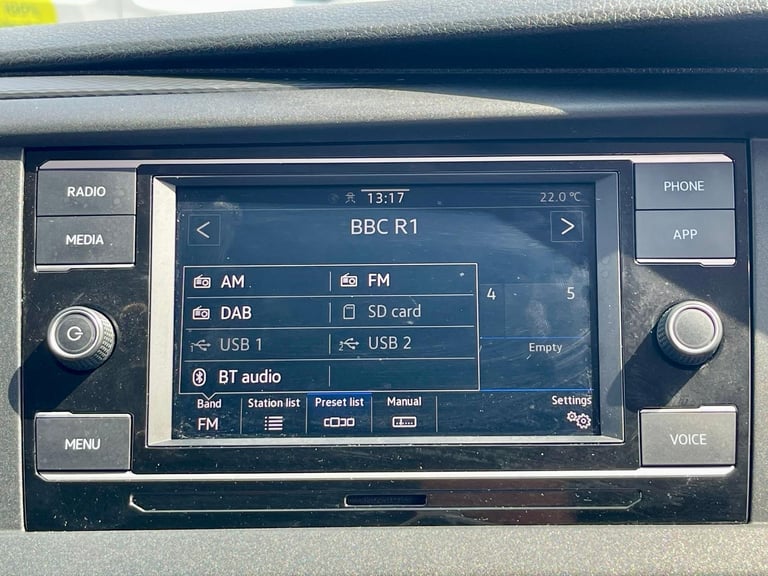 RADIO
MEDIA
MENU
PHONE
APP
VOICE
13:17
22.0 °C
< BBC R1 >
AM FM
DAB SD card
USB 1 USB 2
BT audio
4 5
Empty
Band Station list Preset list Manual Settings
FM